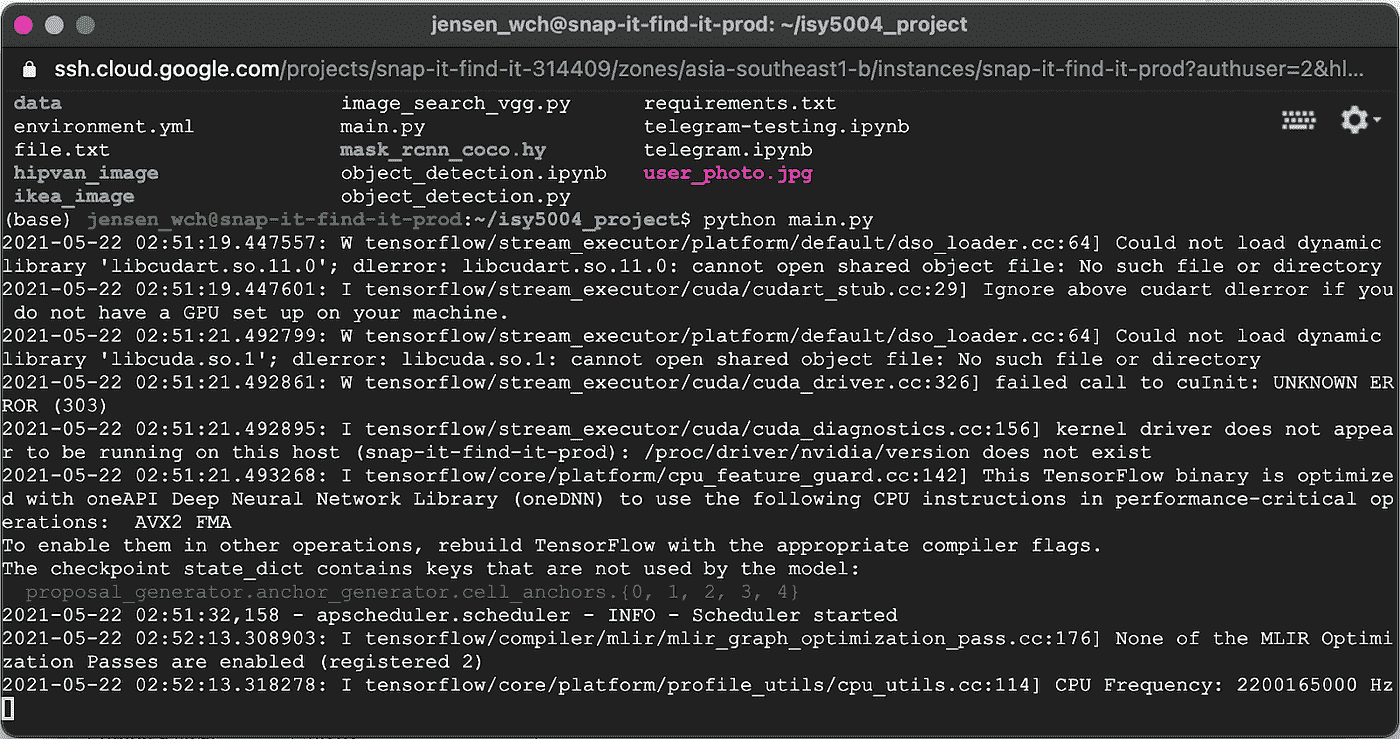 jensen_wch@snap-it-find-it-prod: ~/isy5004_project
ssh.cloud.google.com/projects/snap-it-find-it-314409/zones/asia-southeast1-b/instances/snap-it-find-it-prod?authuser=2&hl...
data image_search_vgg.py requirements.txt
environment.yml main.py telegram-testing.ipynb
file.txt mask_rcnn_coco.hy telegram.ipynb
hipvan_image object_detection.ipynb user_photo.jpg
ikea_image object_detection.py
(base) jensen_wch@snap-it-find-it-prod:~/isy5004_project$ python main.py
2021-05-22 02:51:19.447557: W tensorflow/stream_executor/platform/default/dso_loader.cc:64] Could not load dynamic
library 'libcudart.so.11.0'; dlerror: libcudart.so.11.0: cannot open shared object file: No such file or directory
2021-05-22 02:51:19.447601: I tensorflow/stream_executor/cuda/cudart_stub.cc:29] Ignore above cudart dlerror if you
do not have a GPU set up on your machine.
2021-05-22 02:51:21.492799: W tensorflow/stream_executor/platform/default/dso_loader.cc:64] Could not load dynamic
library 'libcuda.so.1'; dlerror: libcuda.so.1: cannot open shared object file: No such file or directory
2021-05-22 02:51:21.492861: W tensorflow/stream_executor/cuda/cuda_driver.cc:326] failed call to cuInit: UNKNOWN ER
ROR (303)
2021-05-22 02:51:21.492895: I tensorflow/stream_executor/cuda/cuda_diagnostics.cc:156] kernel driver does not appea
r to be running on this host (snap-it-find-it-prod): /proc/driver/nvidia/version does not exist
2021-05-22 02:51:21.493268: I tensorflow/core/platform/cpu_feature_guard.cc:142] This TensorFlow binary is optimize
d with oneAPI Deep Neural Network Library (oneDNN) to use the following CPU instructions in performance-critical op
erations:  AVX2 FMA
To enable them in other operations, rebuild TensorFlow with the appropriate compiler flags.
The checkpoint state_dict contains keys that are not used by the model:
proposal_generator.anchor_generator.cell_anchors.{0, 1, 2, 3, 4}
2021-05-22 02:51:32,158 - apscheduler.scheduler - INFO - Scheduler started
2021-05-22 02:52:13.308903: I tensorflow/compiler/mlir/mlir_graph_optimization_pass.cc:176] None of the MLIR Optimi
zation Passes are enabled (registered 2)
2021-05-22 02:52:13.318278: I tensorflow/core/platform/profile_utils/cpu_utils.cc:114] CPU Frequency: 2200165000 Hz